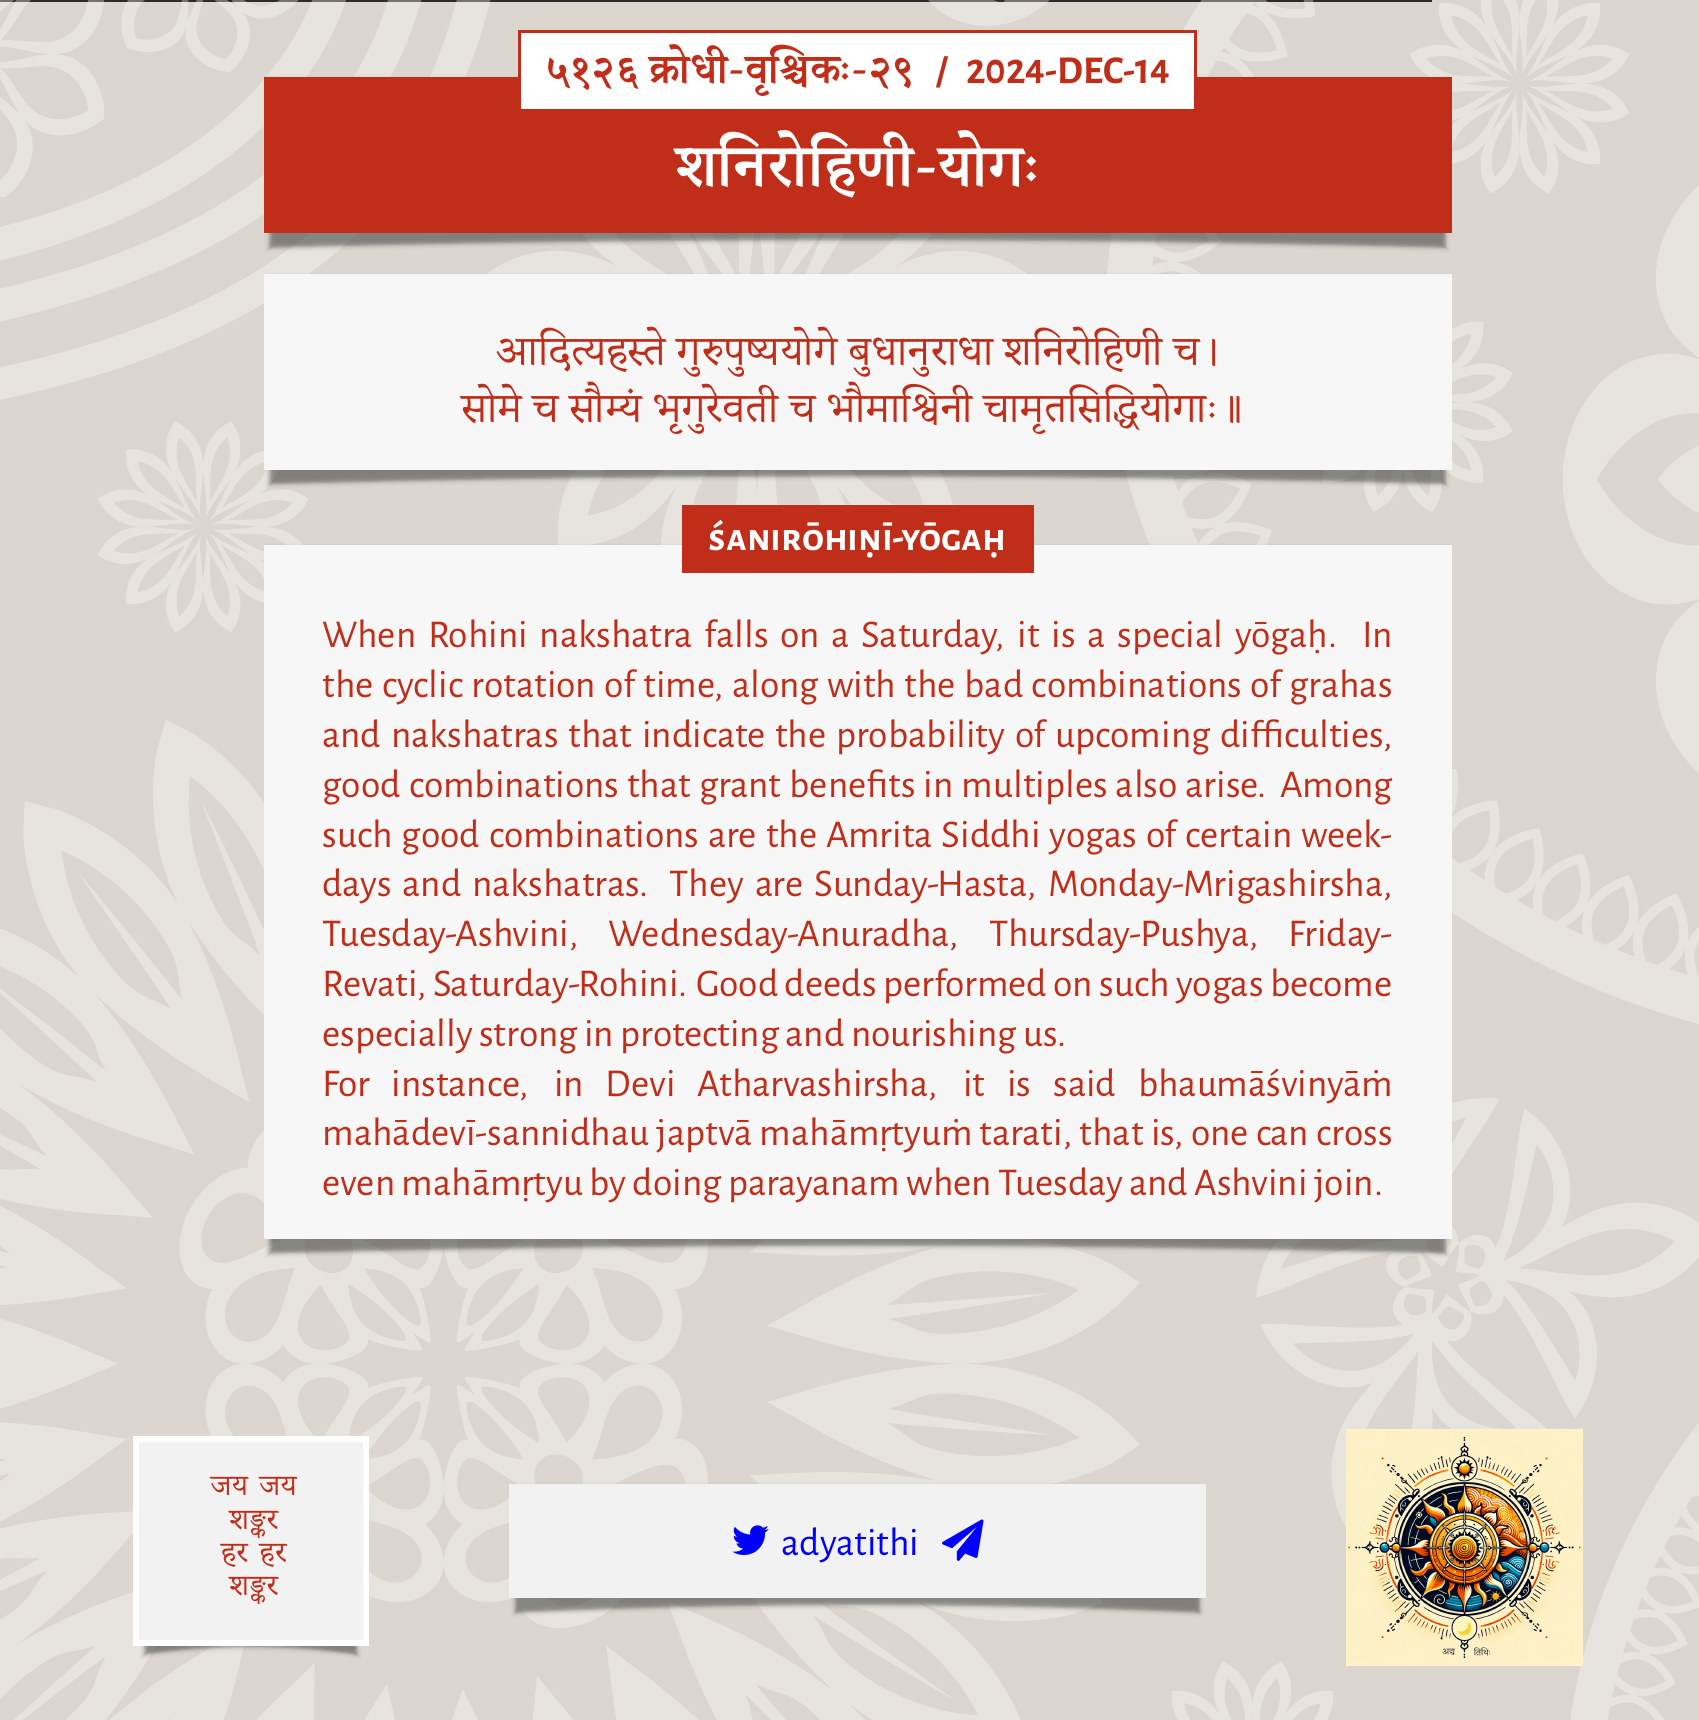 ५१२६ क्रोधी-वृश्चिकः-२९ / 2024-DEC-14
शनिरोहिणी-योगः
आदित्यहस्ते गुरुपुष्ययोगे बुधानुराधा शनिरोहिणी च।
सोमे च सौम्यं भृगुरेवती च भौमाश्विनी चामृतसिद्धियोगाः॥
ŚANIRŌHIṆĪ-YŌGAḤ
When Rohini nakshatra falls on a Saturday, it is a special yōgaḥ. In
the cyclic rotation of time, along with the bad combinations of grahas
and nakshatras that indicate the probability of upcoming difficulties,
good combinations that grant benefits in multiples also arise. Among
such good combinations are the Amrita Siddhi yogas of certain week-
days and nakshatras. They are Sunday-Hasta, Monday-Mrigashirsha,
Tuesday-Ashvini, Wednesday-Anuradha, Thursday-Pushya, Friday-
Revati, Saturday-Rohini. Good deeds performed on such yogas become
especially strong in protecting and nourishing us.
For instance, in Devi Atharvashirsha, it is said bhaumāśvinyāṁ
mahādevī-sannidhau japtvā mahāmṛtyuṁ tarati, that is, one can cross
even mahāmṛtyu by doing parayanam when Tuesday and Ashvini join.
जय जय
शङ्कर
हर हर
शङ्कर
adyatithi
अद्य तिथिः